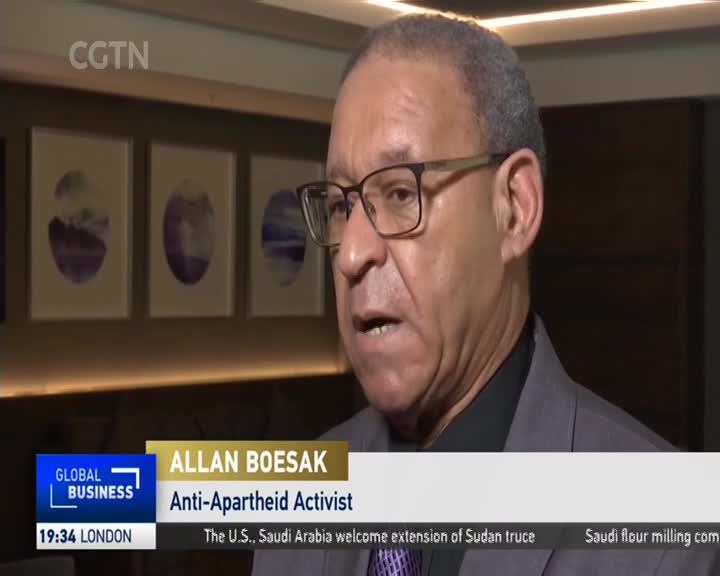 CGTN
ALLAN BOESAK
GLOBAL
BUSINESS
Anti-Apartheid Activist
19:34 LONDON
The U.S., Saudi Arabia welcome extension of Sudan truce
Saudi flour milling com